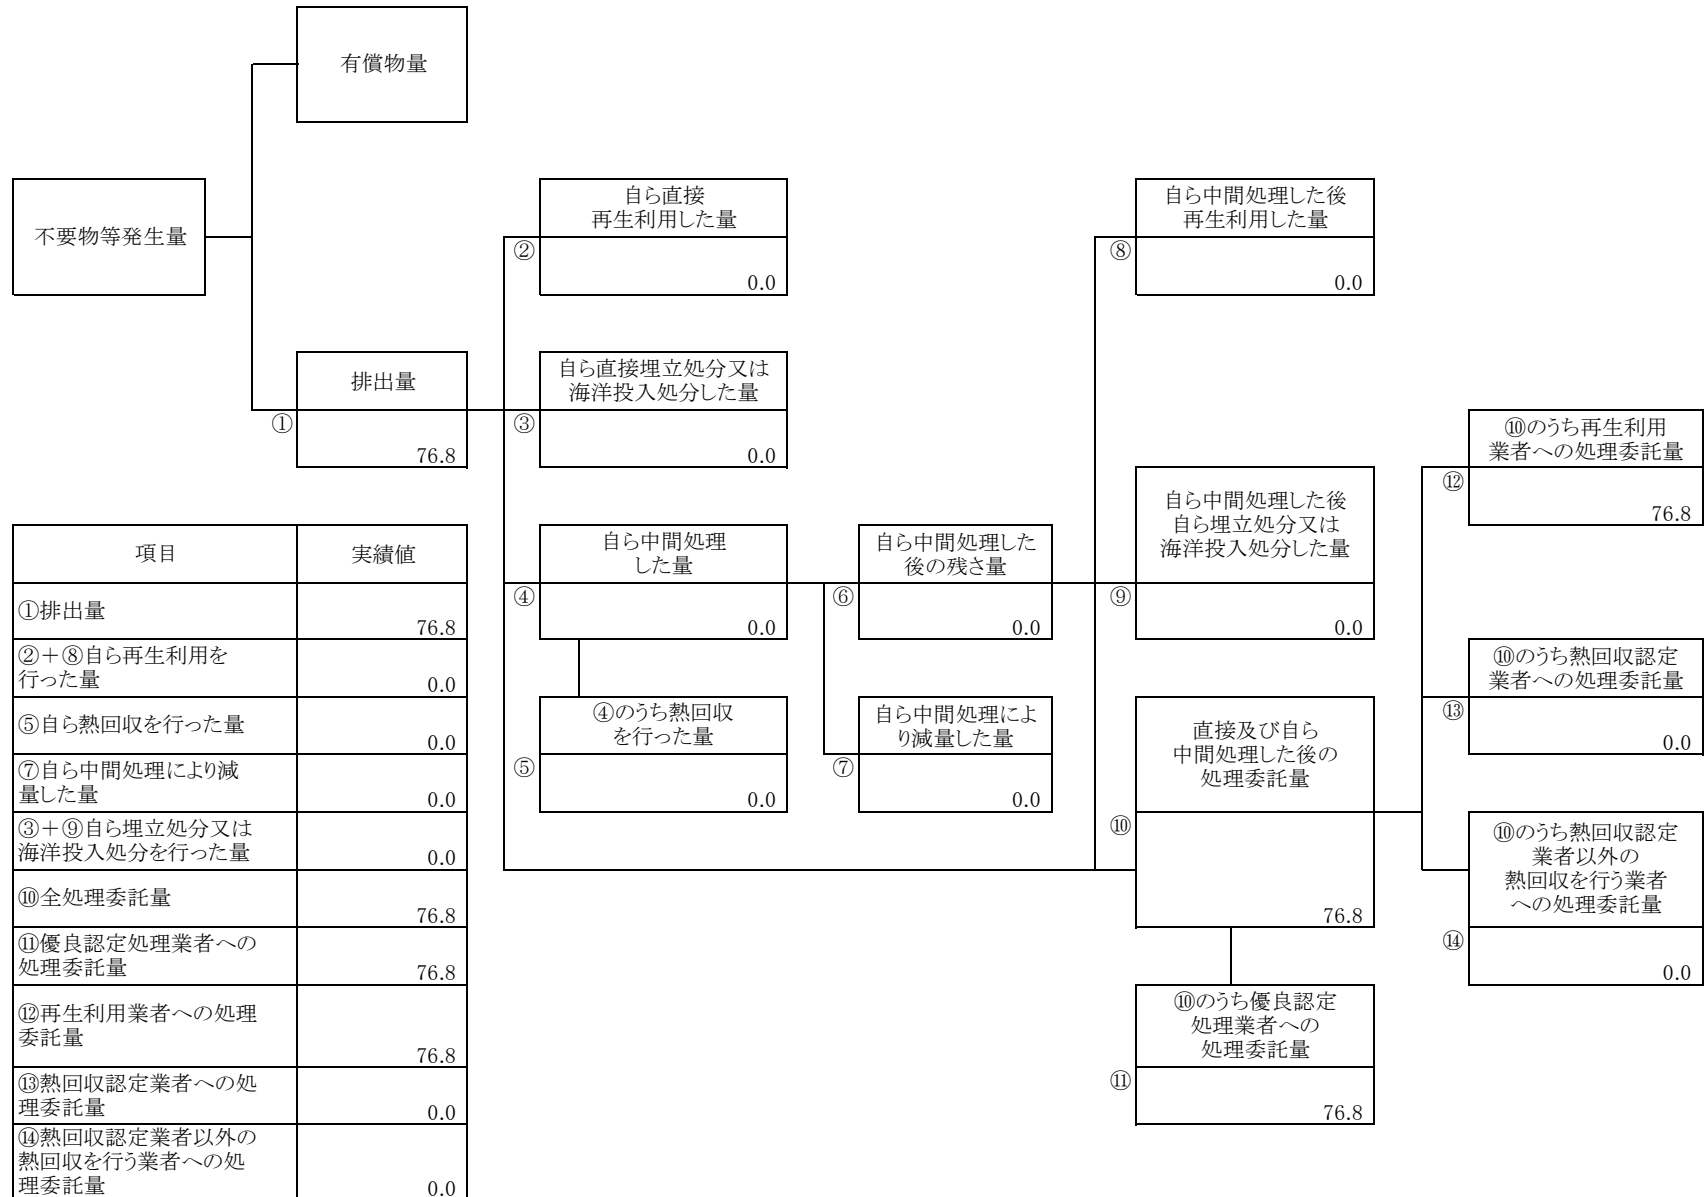 有償物量
不要物等発生量
自ら直接
再生利用した量
②
0.0
自ら中間処理した後
再生利用した量
⑧
0.0
排出量
①
76.8
自ら直接埋立処分又は
海洋投入処分した量
③
0.0
⑩のうち再生利用
業者への処理委託量
⑫
76.8
自ら中間処理
した量
④
0.0
自ら中間処理した
後の残さ量
⑥
0.0
自ら中間処理した後
自ら埋立処分又は
海洋投入処分した量
⑨
0.0
⑩のうち熱回収認定
業者への処理委託量
⑬
0.0
④のうち熱回収
を行った量
⑤
0.0
自ら中間処理によ
り減量した量
⑦
0.0
直接及び自ら
中間処理した後の
処理委託量
⑩
76.8
⑩のうち熱回収認定
業者以外の
熱回収を行う業者
への処理委託量
⑭
0.0
⑩のうち優良認定
処理業者への
処理委託量
⑪
76.8
項目 実績値
①排出量
76.8
②＋⑧自ら再生利用を
行った量
0.0
⑤自ら熱回収を行った量
0.0
⑦自ら中間処理により減
量した量
0.0
③＋⑨自ら埋立処分又は
海洋投入処分を行った量
0.0
⑩全処理委託量
76.8
⑪優良認定処理業者への
処理委託量
76.8
⑫再生利用業者への処理
委託量
76.8
⑬熱回収認定業者への処
理委託量
0.0
⑭熱回収認定業者以外の
熱回収を行う業者への処
理委託量
0.0